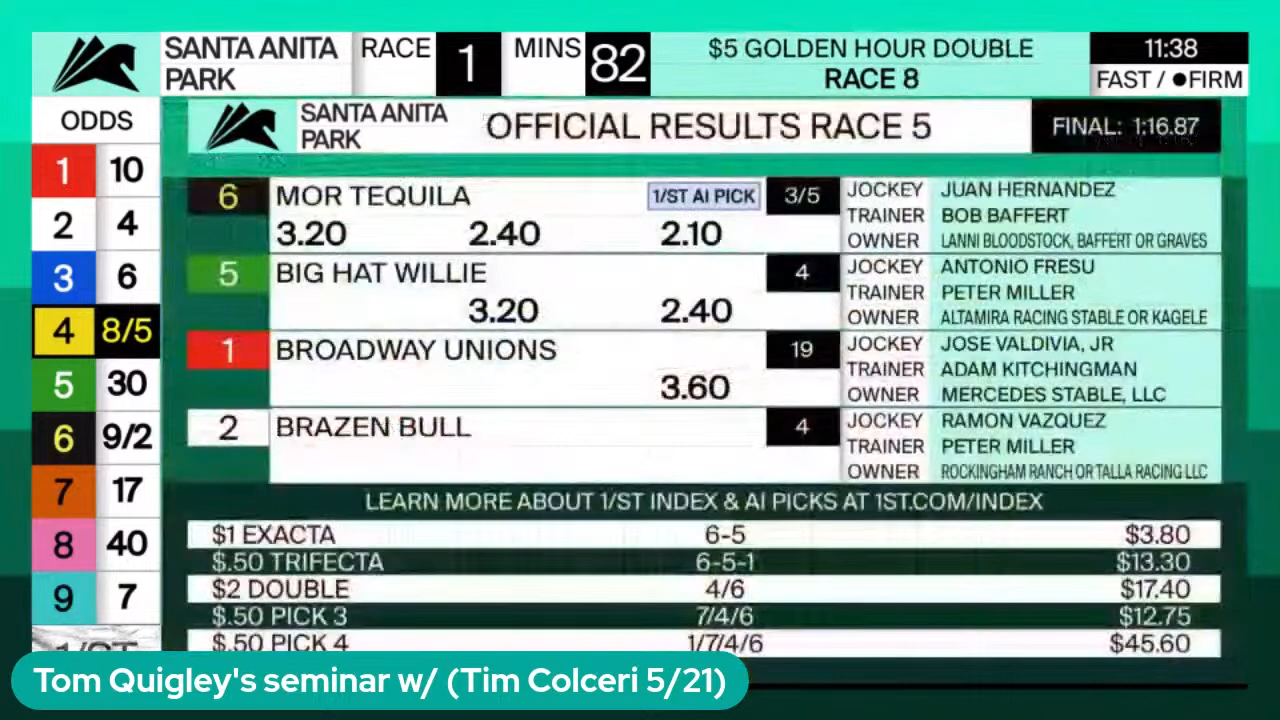 SANTA ANITA PARK
RACE 1
MINS 82
$5 GOLDEN HOUR DOUBLE
RACE 8
11:38
FAST / ●FIRM
ODDS
1 10
2 4
3 6
4 8/5
5 30
6 9/2
7 17
8 40
9 7
1/ST
SANTA ANITA PARK
OFFICIAL RESULTS RACE 5
FINAL: 1:16.87
6 MOR TEQUILA 1/ST AI PICK 3/5
3.20 2.40 2.10
JOCKEY JUAN HERNANDEZ
TRAINER BOB BAFFERT
OWNER LANNI BLOODSTOCK, BAFFERT OR GRAVES
5 BIG HAT WILLIE 4
3.20 2.40
JOCKEY ANTONIO FRESU
TRAINER PETER MILLER
OWNER ALTAMIRA RACING STABLE OR KAGELE
1 BROADWAY UNIONS 19
3.60
JOCKEY JOSE VALDIVIA, JR
TRAINER ADAM KITCHINGMAN
OWNER MERCEDES STABLE, LLC
2 BRAZEN BULL 4
JOCKEY RAMON VAZQUEZ
TRAINER PETER MILLER
OWNER ROCKINGHAM RANCH OR TALLA RACING LLC
LEARN MORE ABOUT 1/ST INDEX & AI PICKS AT 1ST.COM/INDEX
$1 EXACTA 6-5 $3.80
$.50 TRIFECTA 6-5-1 $13.30
$2 DOUBLE 4/6 $17.40
$.50 PICK 3 7/4/6 $12.75
$.50 PICK 4 1/7/4/6 $45.60
Tom Quigley's seminar w/ (Tim Colceri 5/21)